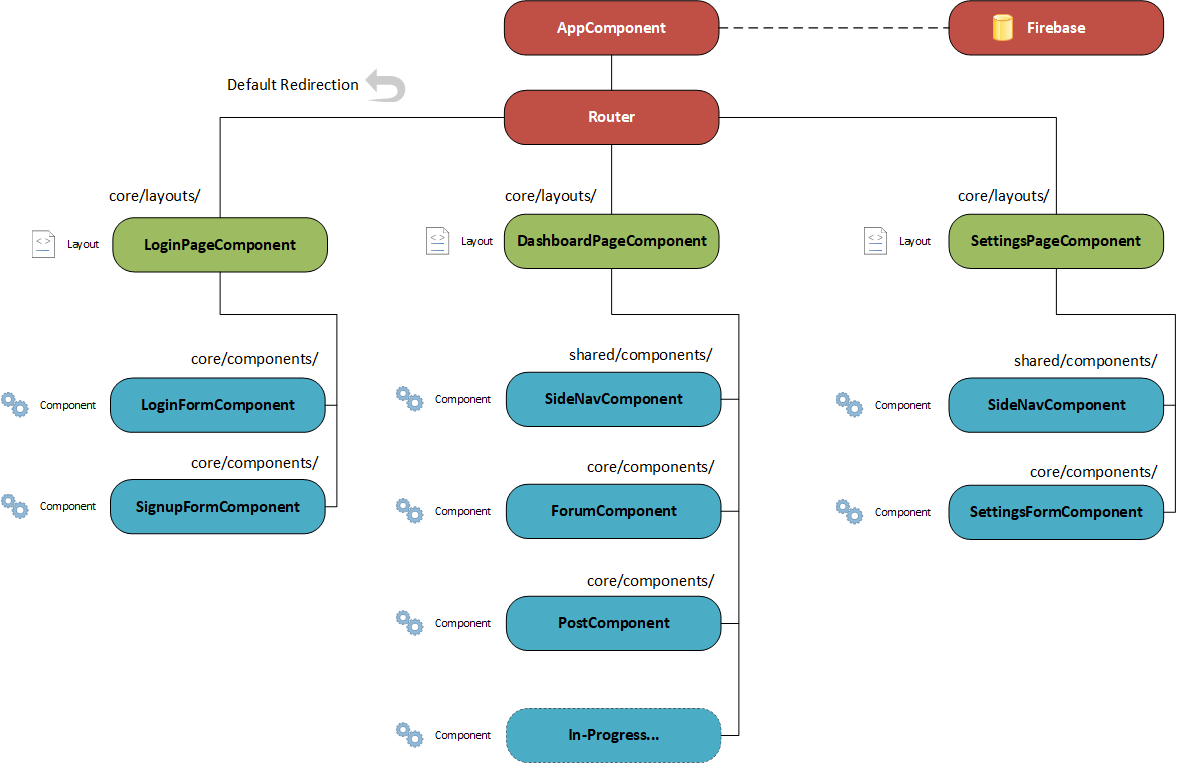 AppComponent
Firebase
Default Redirection
Router
core/layouts/
core/layouts/
core/layouts/
Layout
LoginPageComponent
Layout
DashboardPageComponent
Layout
SettingsPageComponent
core/components/
shared/components/
shared/components/
Component
LoginFormComponent
Component
SideNavComponent
Component
SideNavComponent
core/components/
core/components/
core/components/
Component
SignupFormComponent
Component
ForumComponent
Component
SettingsFormComponent
core/components/
Component
PostComponent
Component
In-Progress...